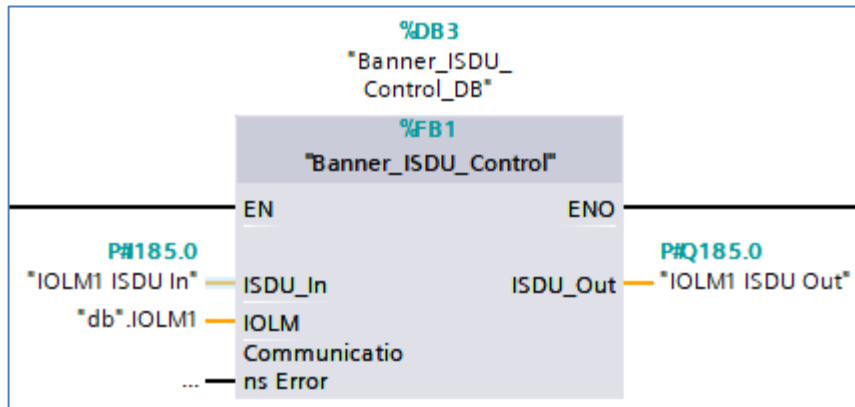 %DB3
"Banner_ISDU_
Control_DB"
%FB1
"Banner_ISDU_Control"
EN ENO
P#I185.0 P#Q185.0
"IOLM1 ISDU In" ISDU_In ISDU_Out "IOLM1 ISDU Out"
"db".IOLM1 IOLM
Communicatio
... ns Error